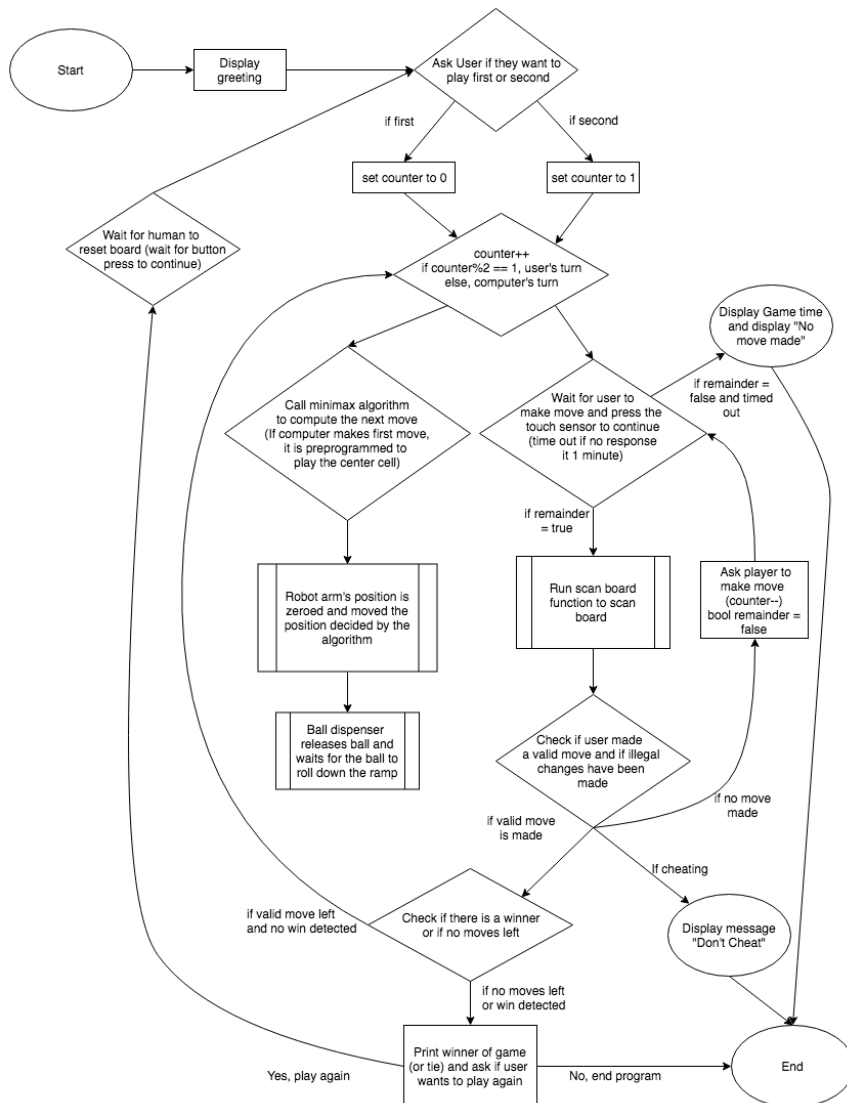 Start
Display
greeting
Ask User if they want to
play first or second
if first
if second
set counter to 0
set counter to 1
Wait for human to
reset board (wait for button
press to continue)
counter++
if counter%2 == 1, user's turn
else, computer's turn
Display Game time
and display "No
move made"
if remainder =
false and timed
out
Call minimax algorithm
to compute the next move
(If computer makes first move,
it is preprogrammed to
play the center cell)
Wait for user to
make move and press the
touch sensor to continue
(time out if no response
it 1 minute)
if remainder
= true
Robot arm's position is
zeroed and moved the
position decided by the
algorithm
Run scan board
function to scan
board
Ask player to
make move
(counter--)
bool remainder =
false
Ball dispenser
releases ball and
waits for the ball to
roll down the ramp
Check if user made
a valid move and if illegal
changes have been
made
if no move
made
if valid move
is made
If cheating
if valid move left
and no win detected
Check if there is a winner
or if no moves left
Display message
"Don't Cheat"
if no moves left
or win detected
Yes, play again
Print winner of game
(or tie) and ask if user
wants to play again
No, end program
End